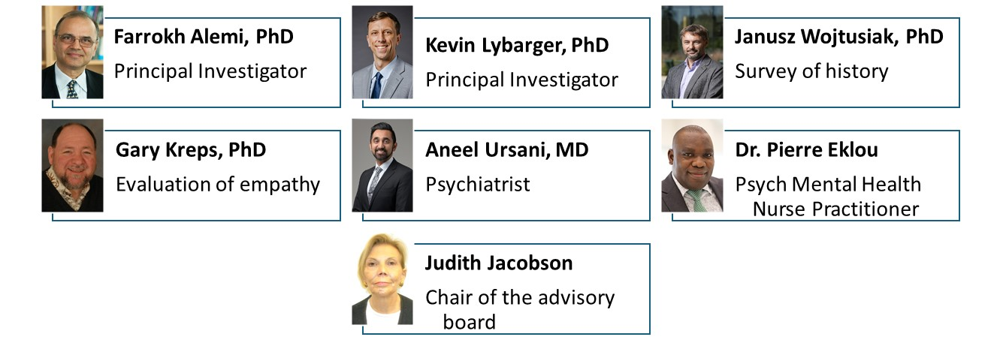 Farrokh Alemi, PhD
Principal Investigator
Kevin Lybarger, PhD
Principal Investigator
Janusz Wojtusiak, PhD
Survey of history
Gary Kreps, PhD
Evaluation of empathy
Aneel Ursani, MD
Psychiatrist
Dr. Pierre Eklou
Psych Mental Health
Nurse Practitioner
Judith Jacobson
Chair of the advisory
board